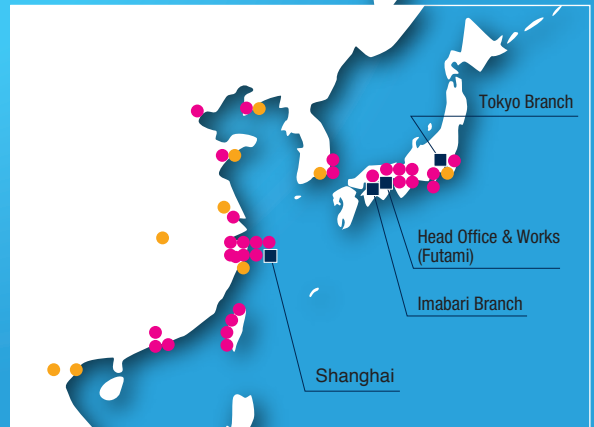 Tokyo Branch
Head Office & Works
(Futami)
Imabari Branch
Shanghai